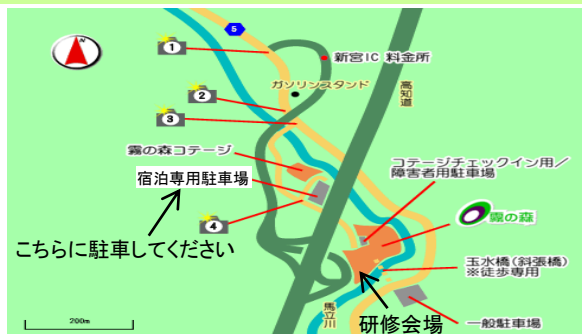 5
1
新宮IC 料金所
ガソリンスタンド
高知道
2
3
霧の森コテージ
コテージチェックイン用/
障害者用駐車場
宿泊専用駐車場
霧の森
4
こちらに駐車してください
玉水橋(斜張橋)
※徒歩専用
馬立川
研修会場
一般駐車場
200m